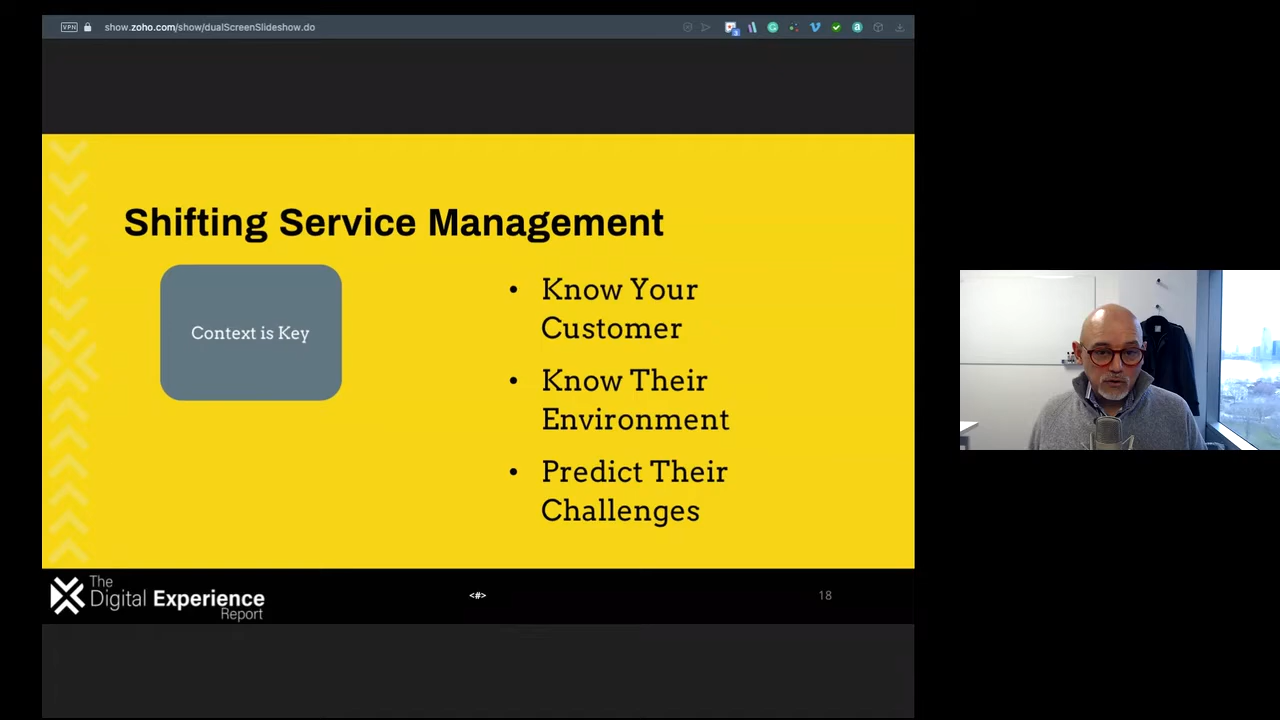 VPN show.zoho.com/show/dualScreenSlideshow.do
Shifting Service Management
Context is Key
• Know Your
Customer
• Know Their
Environment
• Predict Their
Challenges
The
Digital Experience
Report
<#>
18